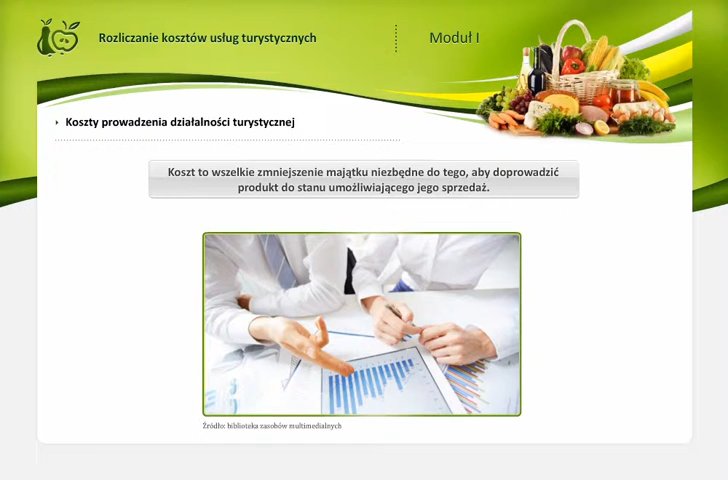 Rozliczanie kosztów usług turystycznych
Moduł I
Koszty prowadzenia działalności turystycznej
Koszt to wszelkie zmniejszenie majątku niezbędne do tego, aby doprowadzić
produkt do stanu umożliwiającego jego sprzedaż.
Źródło: biblioteka zasobów multimedialnych